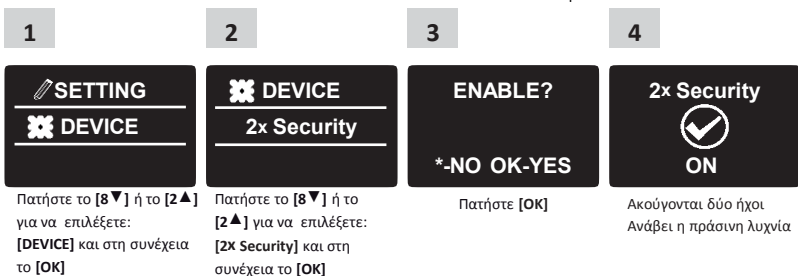 1
SETTING
DEVICE
Πατήστε το [8▼] ή το [2▲]
για να επιλέξετε:
[DEVICE] και στη συνέχεια
το [OK]
2
DEVICE
2x Security
Πατήστε το [8▼] ή το
[2▲] για να επιλέξετε:
[2x Security] και στη
συνέχεια το [OK]
3
ENABLE?
*-NO OK-YES
Πατήστε [OK]
4
2x Security
ON
Ακούγονται δύο ήχοι
Ανάβει η πράσινη λυχνία